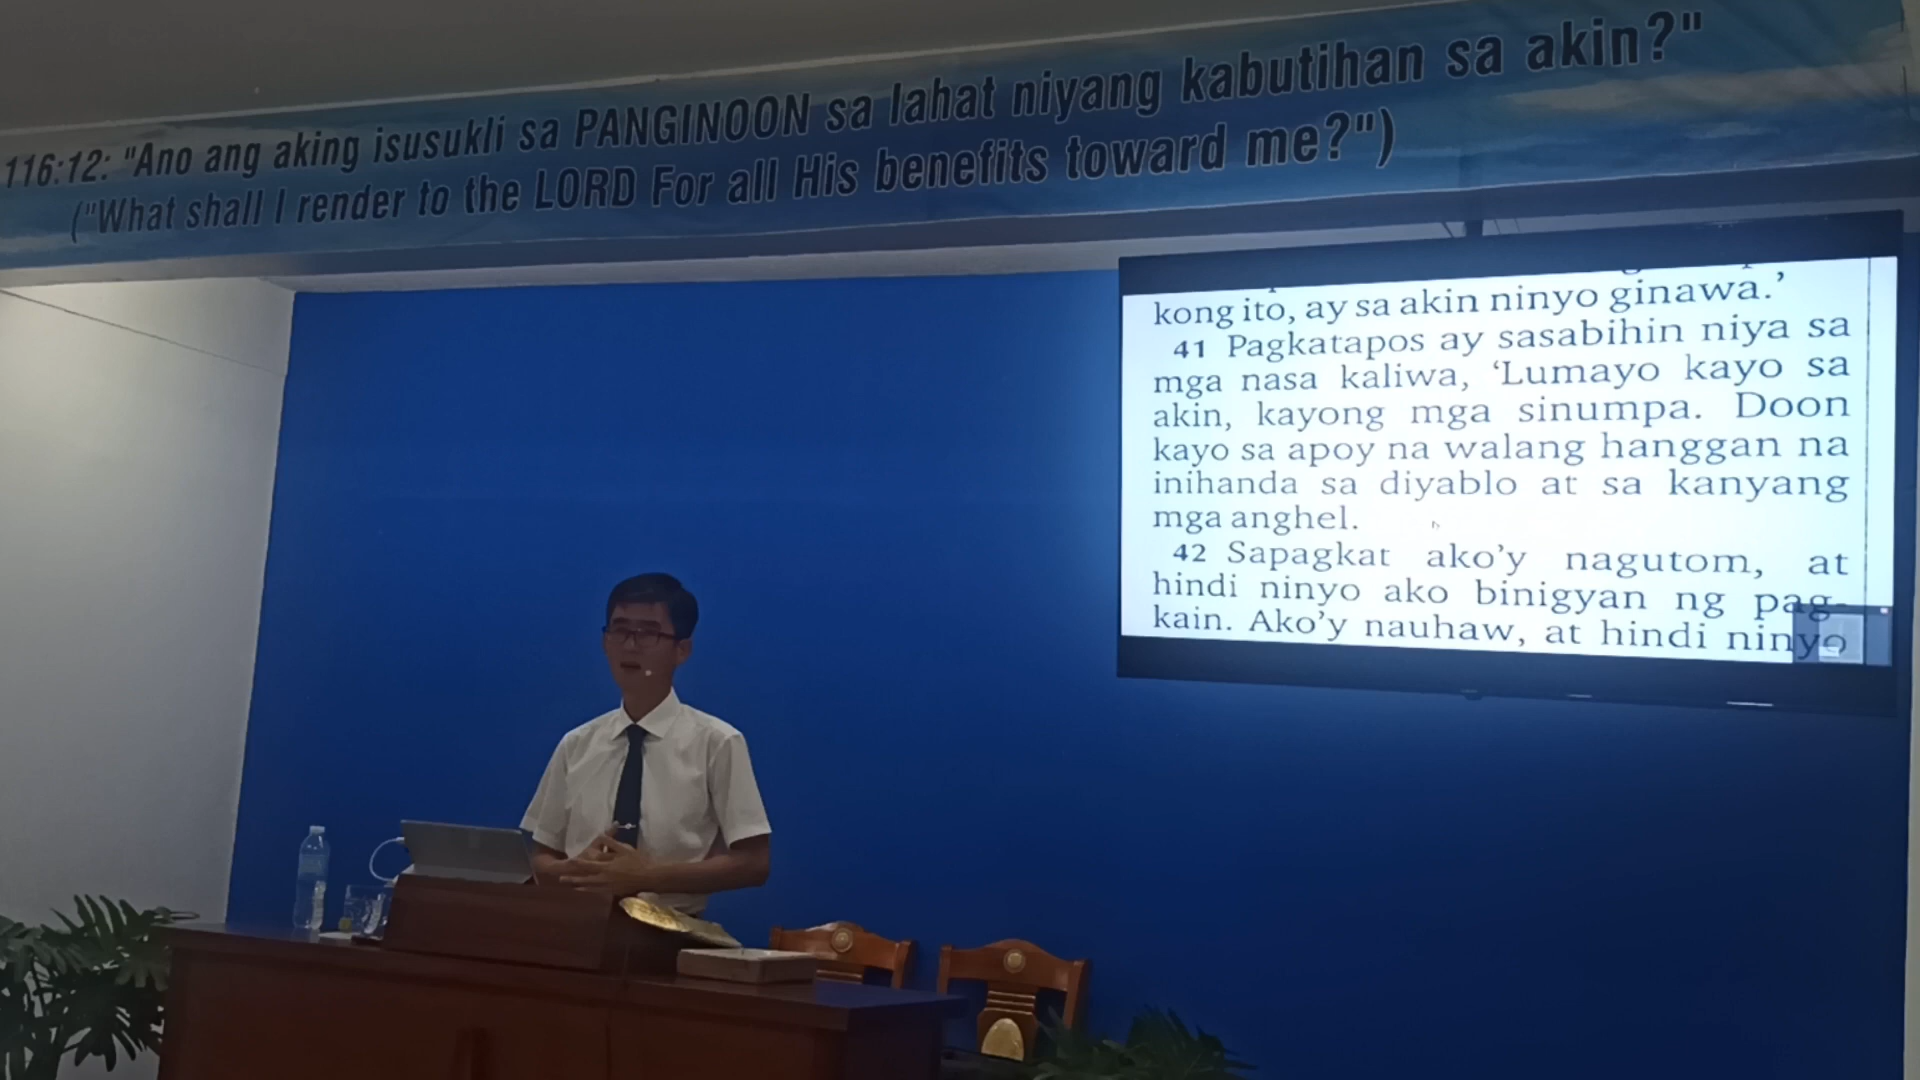 116:12: "Ano ang aking isusukli sa PANGINOON sa lahat niyang kabutihan sa akin?"
("What shall I render to the LORD For all His benefits toward me?")
kong ito, ay sa akin ninyo ginawa.’
41 Pagkatapos ay sasabihin niya sa
mga nasa kaliwa, ‘Lumayo kayo sa
akin, kayong mga sinumpa. Doon
kayo sa apoy na walang hanggan na
inihanda sa diyablo at sa kanyang
mga anghel.
42 Sapagkat ako’y nagutom, at
hindi ninyo ako binigyan ng pag-
kain. Ako’y nauhaw, at hindi ninyo